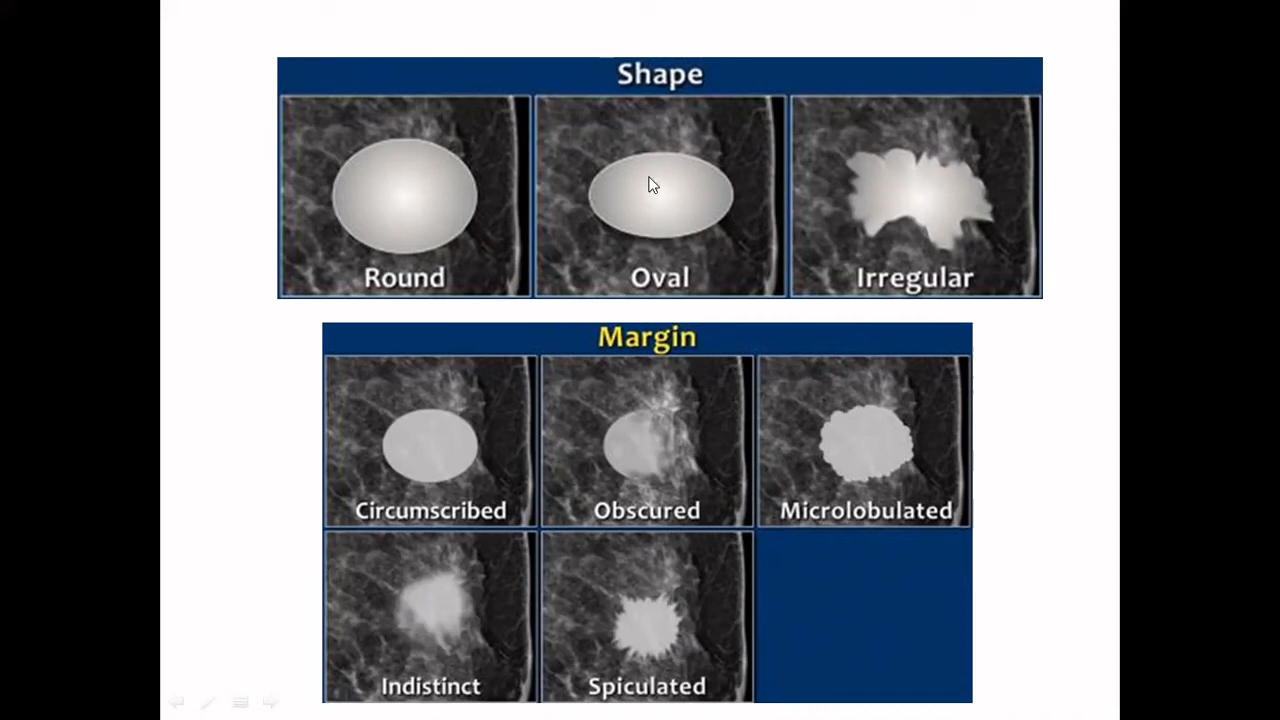 Shape
Round
Oval
Irregular
Margin
Circumscribed
Obscured
Microlobulated
Indistinct
Spiculated